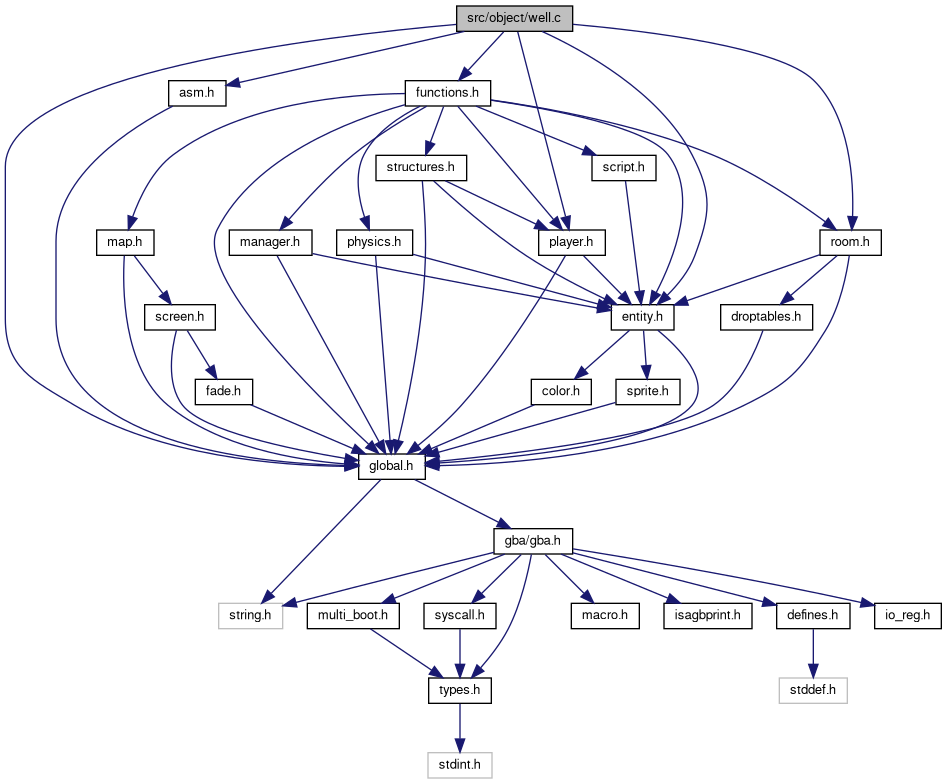 src/object/well.c
asm.h
functions.h
structures.h
script.h
map.h
manager.h
physics.h
player.h
room.h
screen.h
entity.h
droptables.h
fade.h
color.h
sprite.h
global.h
gba/gba.h
string.h
multi_boot.h
syscall.h
macro.h
isagbprint.h
defines.h
io_reg.h
types.h
stddef.h
stdint.h